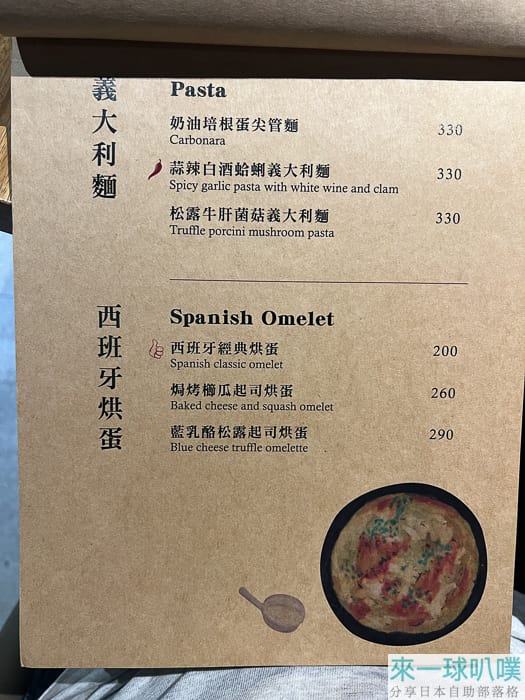 義大利麵
Pasta
奶油培根蛋尖管麵 330
Carbonara
蒜辣白酒蛤蜊義大利麵 330
Spicy garlic pasta with white wine and clam
松露牛肝菌菇義大利麵 330
Truffle porcini mushroom pasta
西班牙烘蛋
Spanish Omelet
西班牙經典烘蛋 200
Spanish classic omelet
焗烤櫛瓜起司烘蛋 260
Baked cheese and squash omelet
藍乳酪松露起司烘蛋 290
Blue cheese truffle omelette
來一球叭噗
分享日本自助部落格